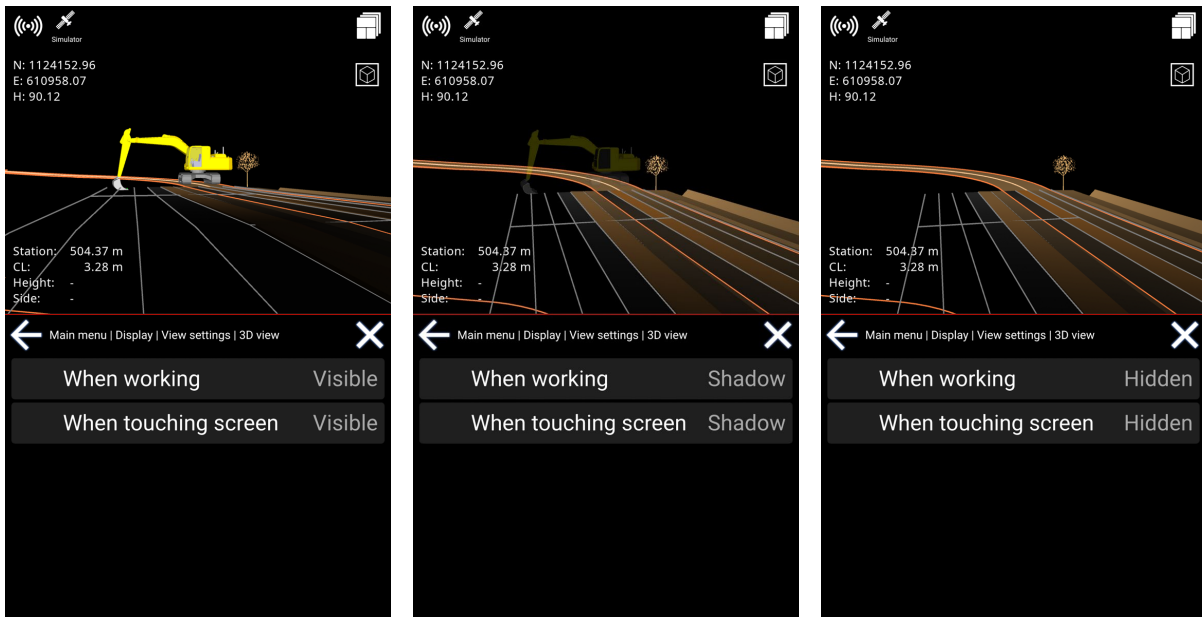 Simulator
N: 1124152.96
E: 610958.07
H: 90.12
Station: 504.37 m
CL: 3.28 m
Height: -
Side: -
Main menu | Display | View settings | 3D view
When working Visible
When touching screen Visible
Simulator
N: 1124152.96
E: 610958.07
H: 90.12
Station: 504.37 m
CL: 3.28 m
Height: -
Side: -
Main menu | Display | View settings | 3D view
When working Shadow
When touching screen Shadow
Simulator
N: 1124152.96
E: 610958.07
H: 90.12
Station: 504.37 m
CL: 3.28 m
Height: -
Side: -
Main menu | Display | View settings | 3D view
When working Hidden
When touching screen Hidden